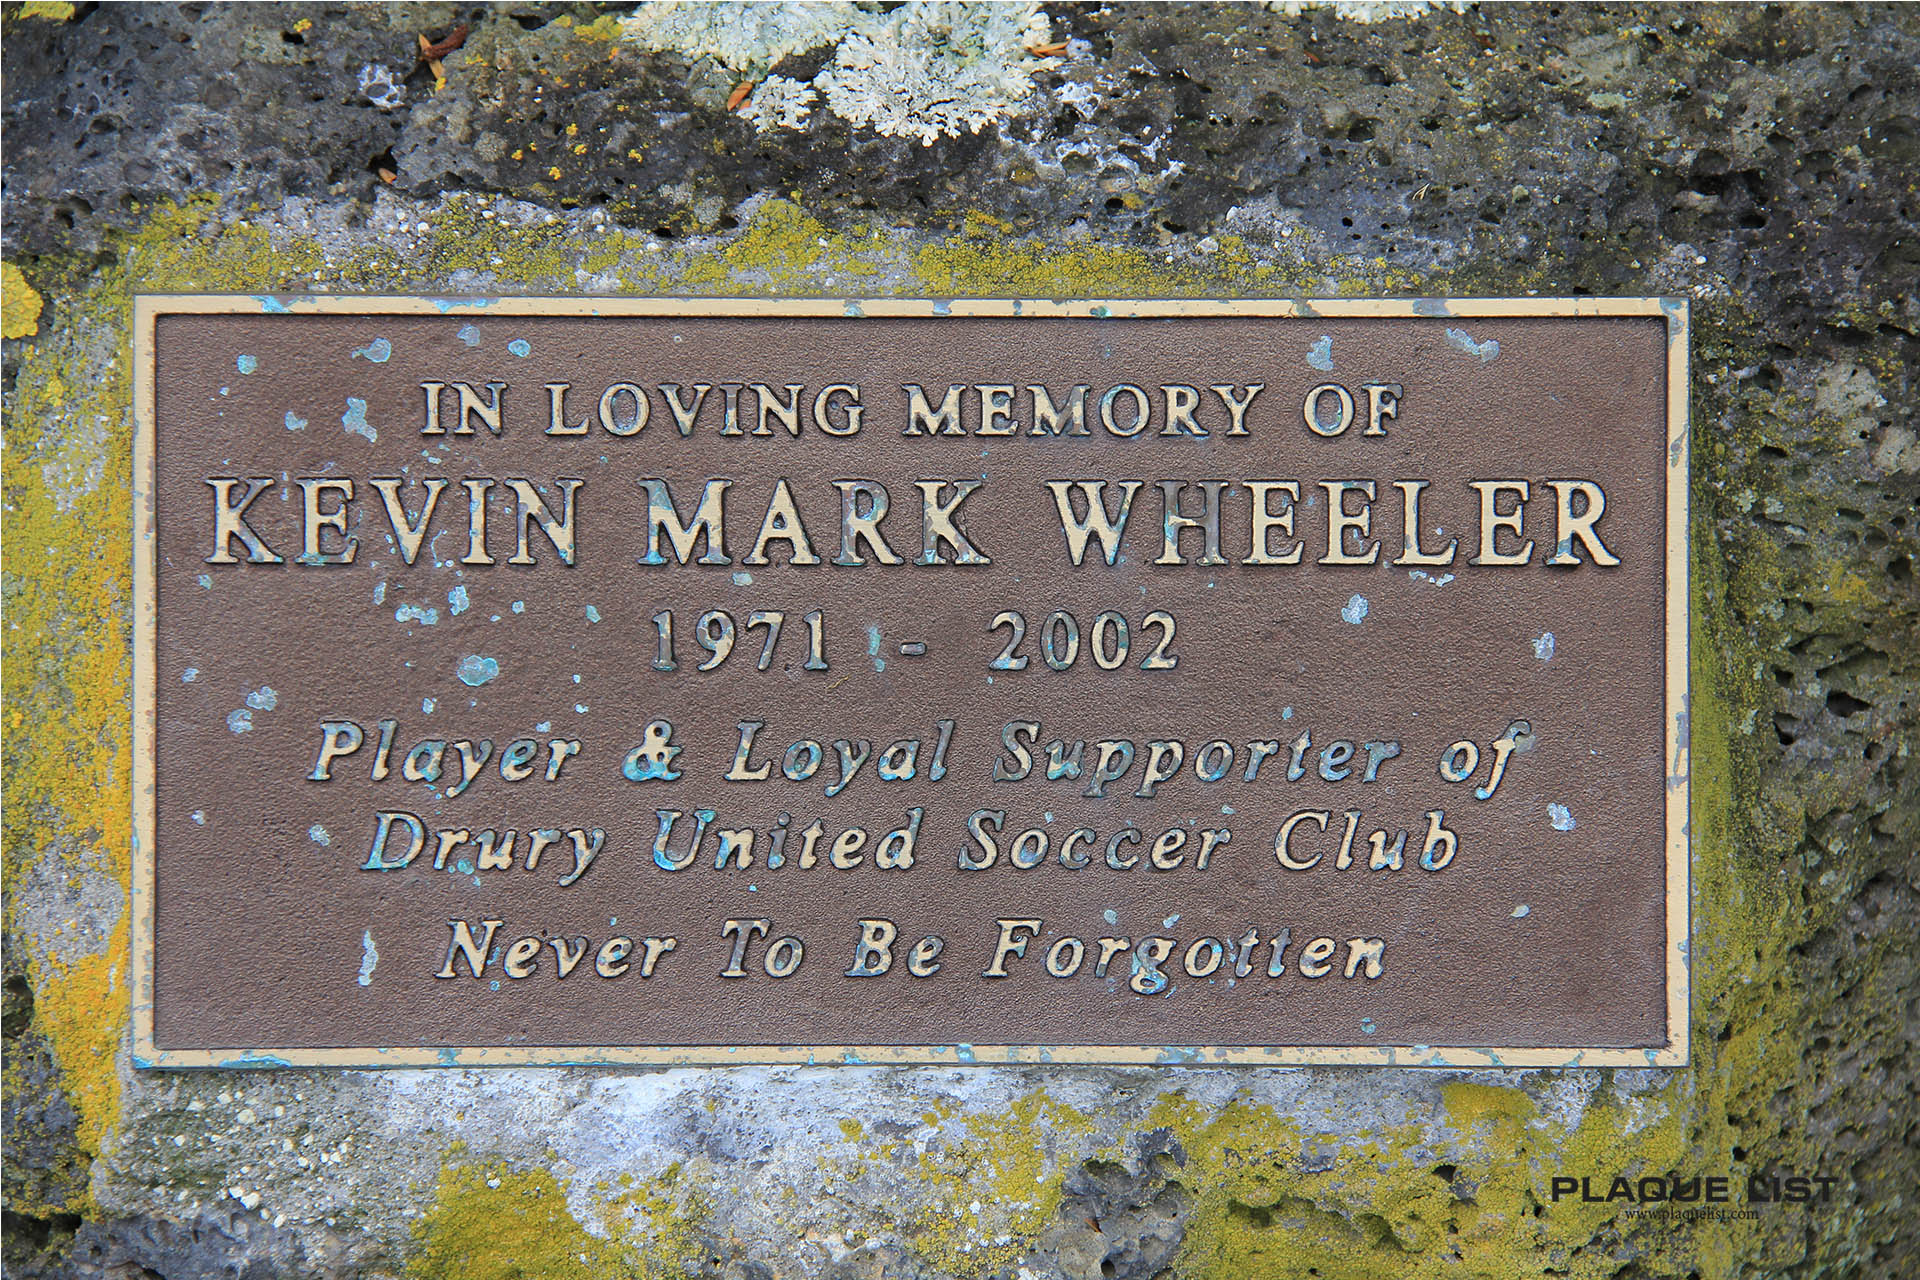 IN LOVING MEMORY OF
KEVIN MARK WHEELER
1971 - 2002
Player & Loyal Supporter of
Drury United Soccer Club
Never To Be Forgotten
PLAQUE LIST
www.plaquelist.com